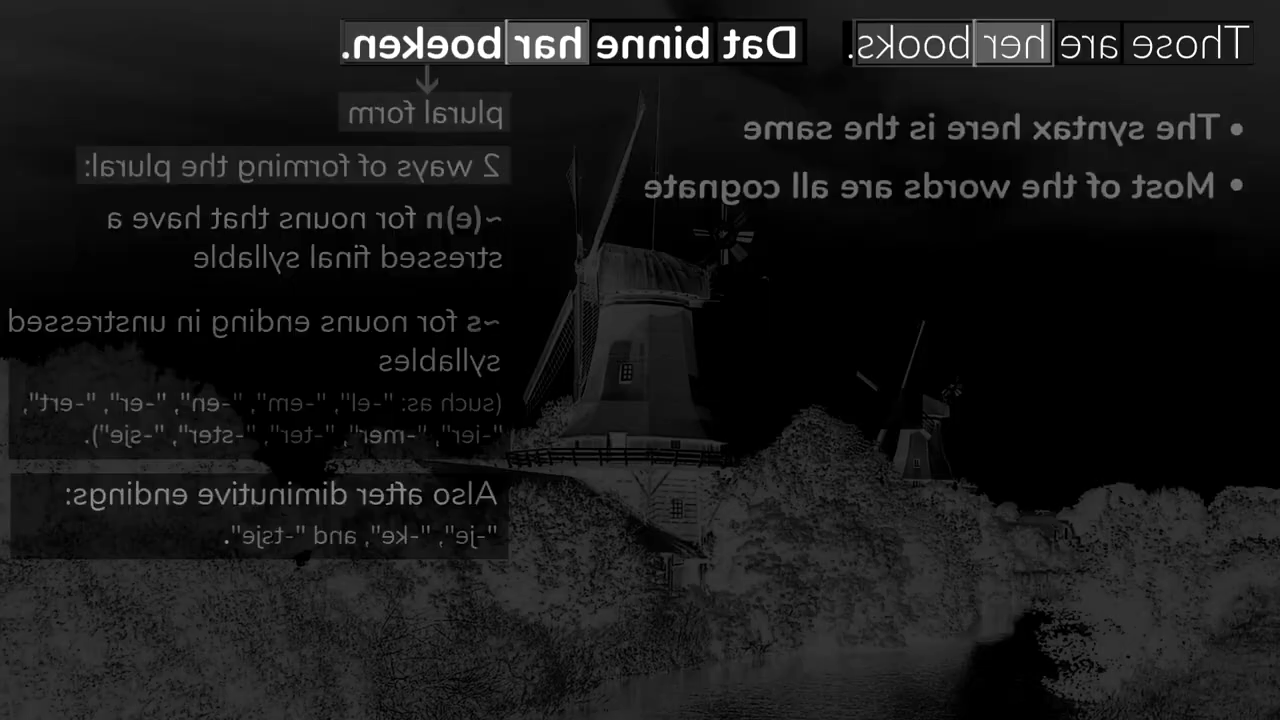 Those are her books. Dat binne har boeken.
• The syntax here is the same
• Most of the words are all cognate
plural form
2 ways of forming the plural:
~(e)n for nouns that have a
stressed final syllable
~s for nouns ending in unstressed
syllables
(such as: "-el", "-em", "-en", "-er", "-ert",
"-ier", "-mer", "-ter", "-ster", "-sje").
Also after diminutive endings:
"-je", "-ke", and "-tsje".